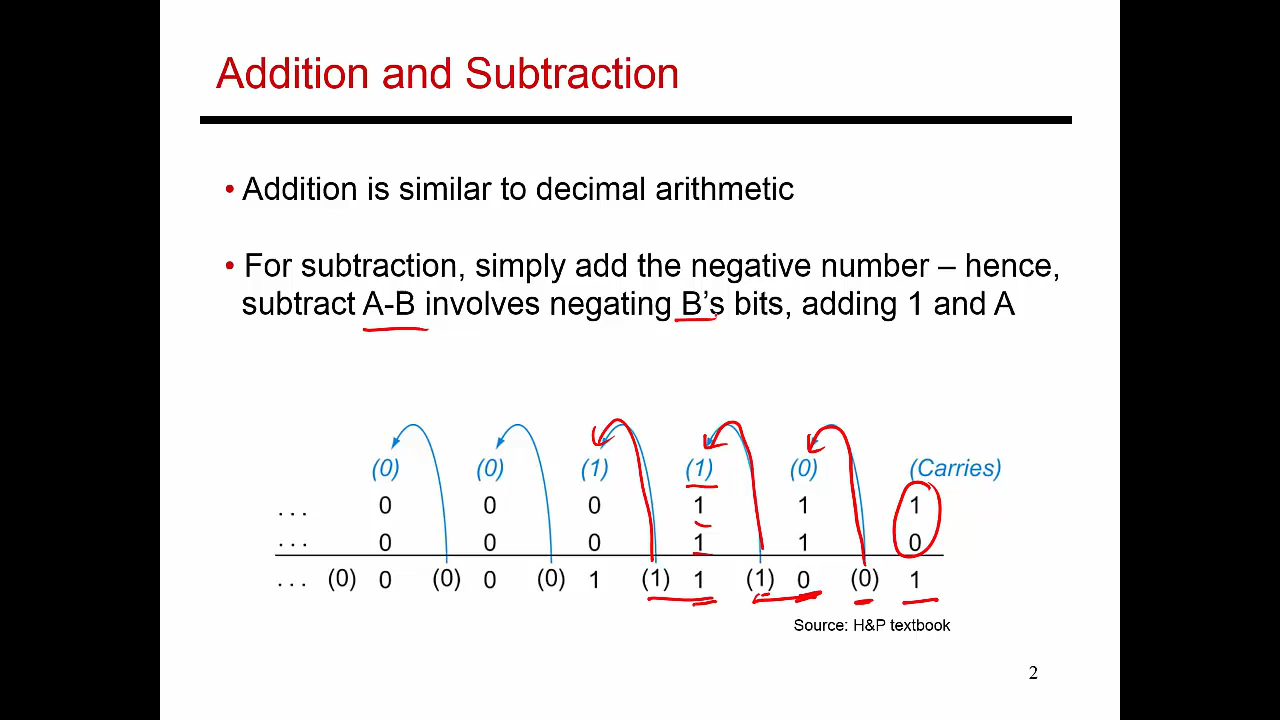 Addition and Subtraction
• Addition is similar to decimal arithmetic
• For subtraction, simply add the negative number – hence,
subtract A-B involves negating B’s bits, adding 1 and A
(0) (0) (1) (1) (0) (Carries)
. . . 0 0 0 1 1 1
. . . 0 0 0 1 1 0
. . . (0) 0 (0) 0 (0) 1 (1) 1 (1) 0 (0) 1
Source: H&P textbook
2